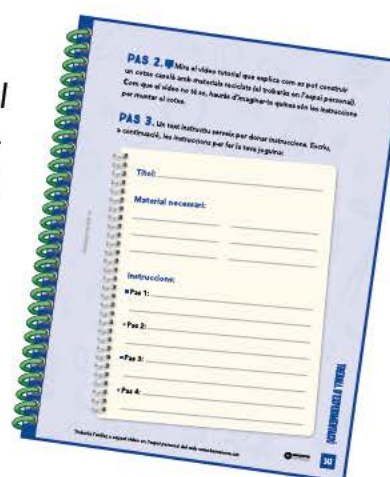 PAS 2. Mira el vídeo tutorial que explica com es pot construir
un cotxe casolà amb materials reciclats (el trobaràs en l'espai personal).
Com que el vídeo no té so, hauràs d'imaginar-te quines són les instruccions
per muntar el cotxe.
PAS 3. Un text instructiu serveix per donar instruccions. Escriu,
a continuació, les instruccions per fer la teva joguina:
Títol:
Material necessari:
Instruccions:
Pas 1:
Pas 2:
Pas 3:
Pas 4: